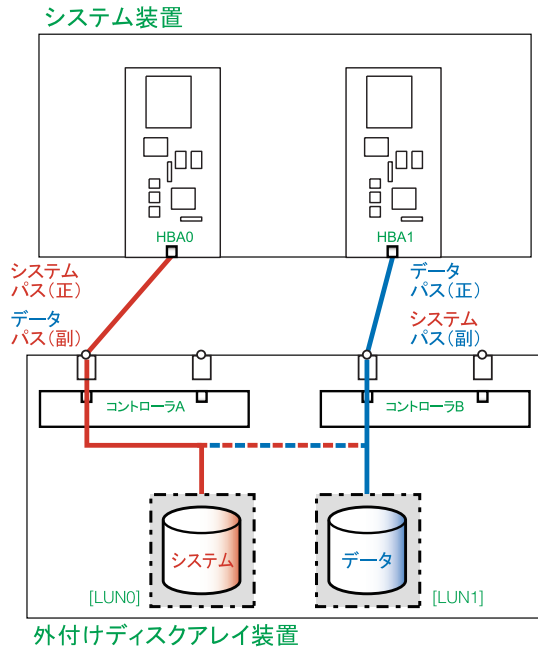 システム装置
HBA0
HBA1
システム
パス(正)
データ
パス(副)
データ
パス(正)
システム
パス(副)
コントローラA
コントローラB
システム
データ
[LUN0]
[LUN1]
外付けディスクアレイ装置